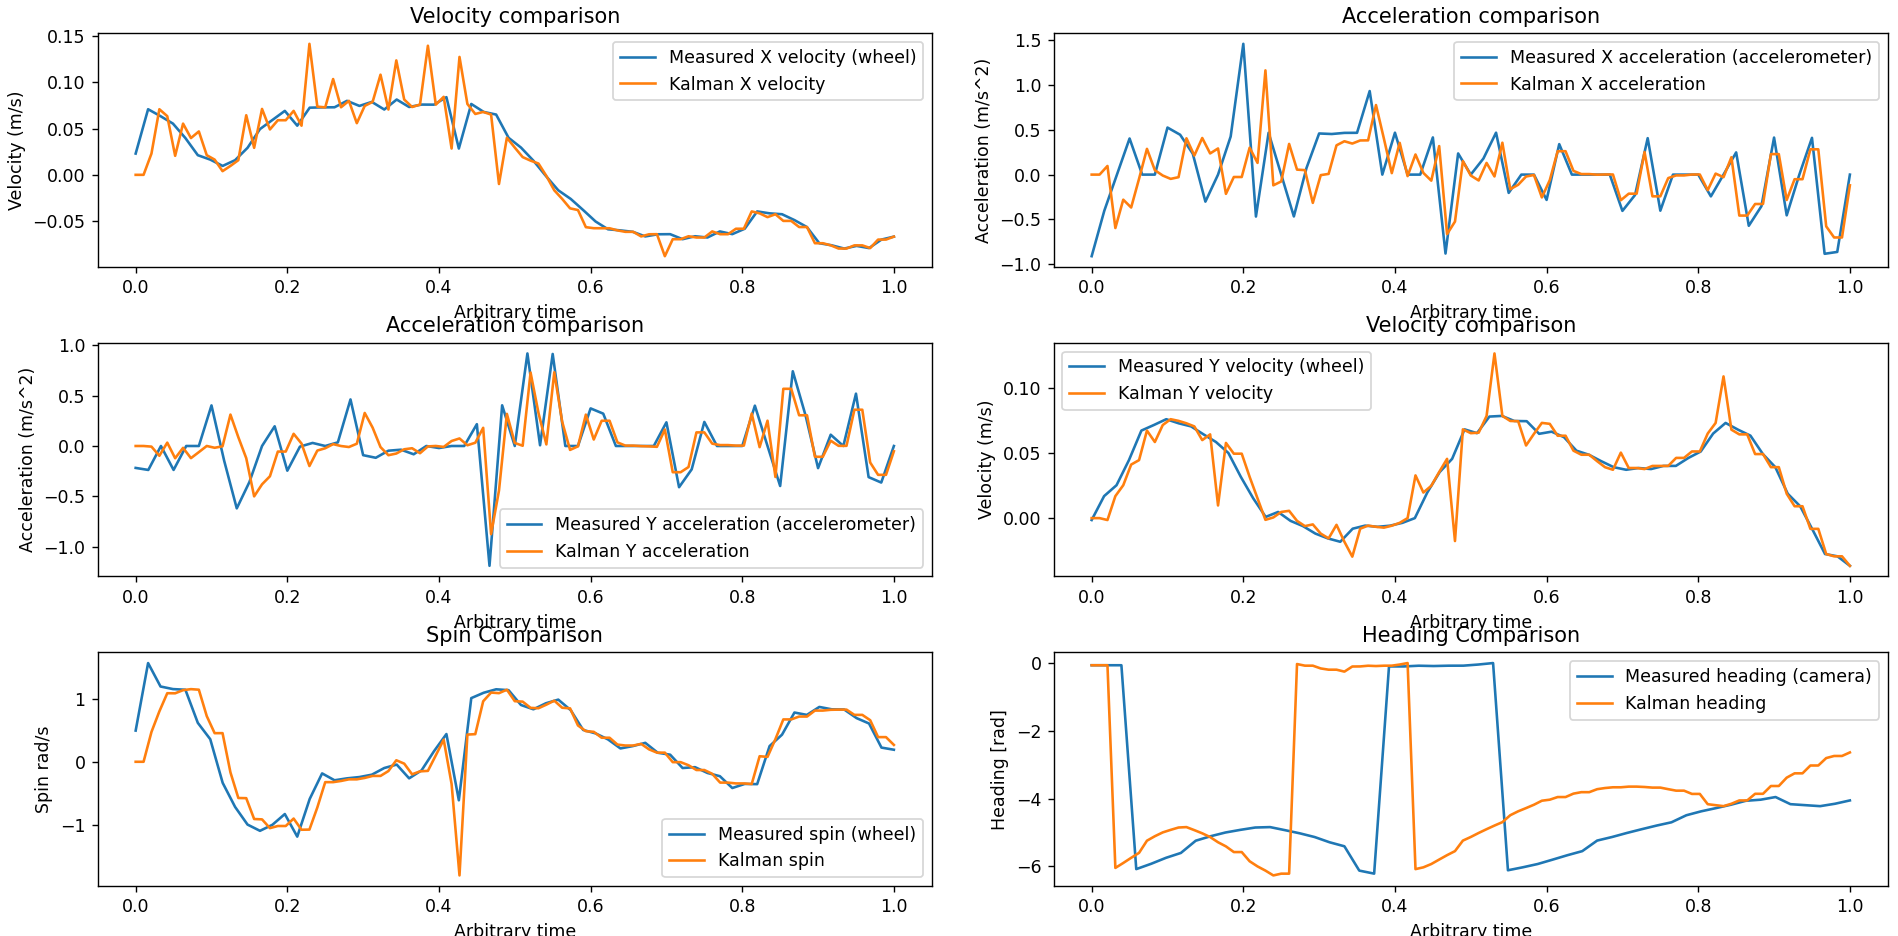 Velocity comparison
Velocity (m/s)
0.15
0.10
0.05
0.00
−0.05
Measured X velocity (wheel)
Kalman X velocity
0.0 0.2 0.4 0.6 0.8 1.0
Arbitrary time
Acceleration comparison
Acceleration (m/s^2)
1.5
1.0
0.5
0.0
−0.5
−1.0
Measured X acceleration (accelerometer)
Kalman X acceleration
0.0 0.2 0.4 0.6 0.8 1.0
Arbitrary time
Acceleration comparison
Acceleration (m/s^2)
1.0
0.5
0.0
−0.5
−1.0
Measured Y acceleration (accelerometer)
Kalman Y acceleration
0.0 0.2 0.4 0.6 0.8 1.0
Arbitrary time
Velocity comparison
Velocity (m/s)
0.10
0.05
0.00
Measured Y velocity (wheel)
Kalman Y velocity
0.0 0.2 0.4 0.6 0.8 1.0
Arbitrary time
Spin Comparison
Spin rad/s
1
0
−1
Measured spin (wheel)
Kalman spin
0.0 0.2 0.4 0.6 0.8 1.0
Arbitrary time
Heading Comparison
Heading [rad]
0
−2
−4
−6
Measured heading (camera)
Kalman heading
0.0 0.2 0.4 0.6 0.8 1.0
Arbitrary time